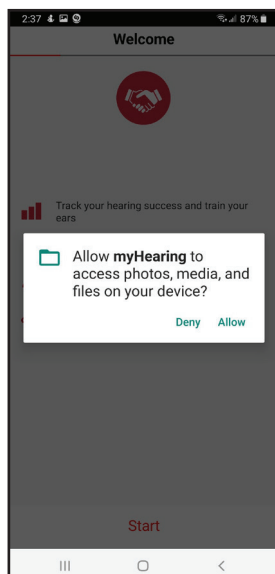 2:37 87%
Welcome
Track your hearing success and train your
ears
Allow myHearing to
access photos, media, and
files on your device?
Deny Allow
Start